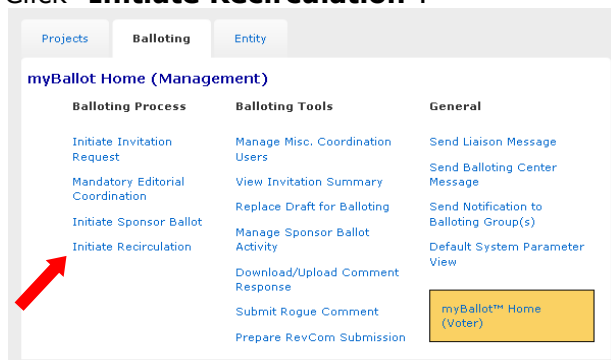 Click "Initiate Recirculation".
Projects Balloting Entity
myBallot Home (Management)
Balloting Process
Initiate Invitation
Request
Mandatory Editorial
Coordination
Initiate Sponsor Ballot
Initiate Recirculation
Balloting Tools
Manage Misc. Coordination
Users
View Invitation Summary
Replace Draft for Balloting
Manage Sponsor Ballot
Activity
Download/Upload Comment
Response
Submit Rogue Comment
Prepare RevCom Submission
General
Send Liaison Message
Send Balloting Center
Message
Send Notification to
Balloting Group(s)
Default System Parameter
View
myBallot™ Home
(Voter)